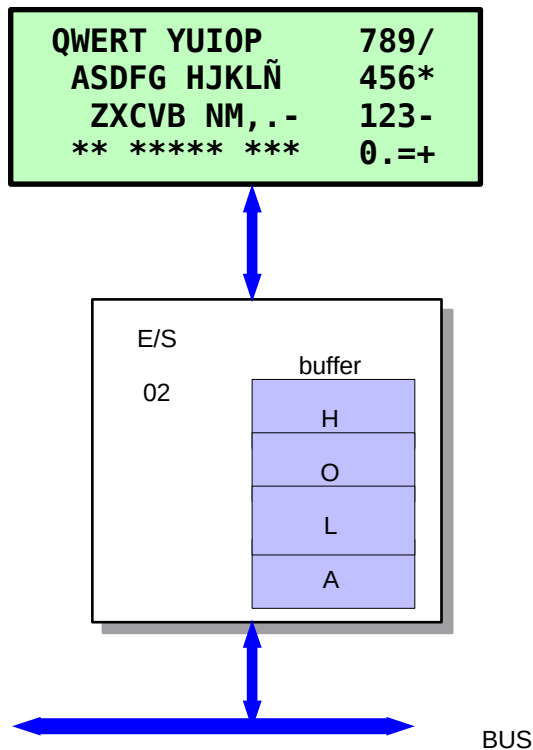 QWERT YUIOP 789/
ASDFG HJKLÑ 456*
ZXCVB NM,.- 123-
** ***** *** 0.=+
E/S
buffer
02
H
O
L
A
BUS